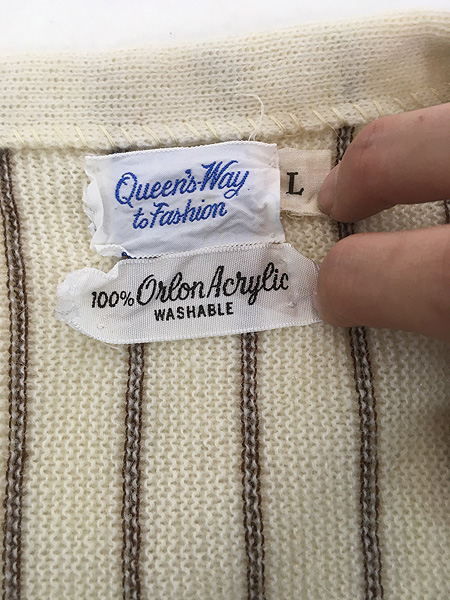 Queen's-Way
to Fashion
L
100% Orlon Acrylic
WASHABLE